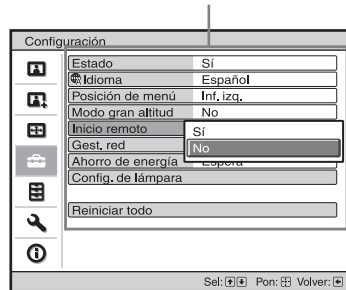 Configuración
Estado Sí
Idioma Español
Posición de menú Inf. izq.
Modo gran altitud No
Inicio remoto Sí
Gest. red No
Ahorro de energía Espera
Config. de lámpara
Reiniciar todo
Sel: Pon: Volver: